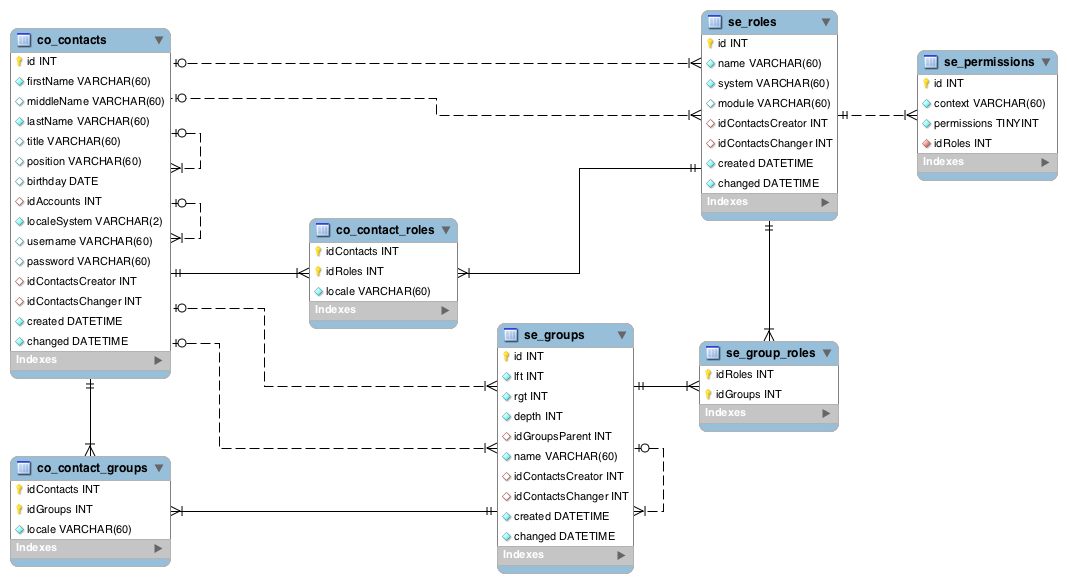 co_contacts
id INT
firstName VARCHAR(60)
middleName VARCHAR(60)
lastName VARCHAR(60)
title VARCHAR(60)
position VARCHAR(60)
birthday DATE
idAccounts INT
localeSystem VARCHAR(2)
username VARCHAR(60)
password VARCHAR(60)
idContactsCreator INT
idContactsChanger INT
created DATETIME
changed DATETIME
Indexes
se_roles
id INT
name VARCHAR(60)
system VARCHAR(60)
module VARCHAR(60)
idContactsCreator INT
idContactsChanger INT
created DATETIME
changed DATETIME
Indexes
se_permissions
id INT
context VARCHAR(60)
permissions TINYINT
idRoles INT
Indexes
co_contact_roles
idContacts INT
idRoles INT
locale VARCHAR(60)
Indexes
se_groups
id INT
lft INT
rgt INT
depth INT
idGroupsParent INT
name VARCHAR(60)
idContactsCreator INT
idContactsChanger INT
created DATETIME
changed DATETIME
Indexes
se_group_roles
idRoles INT
idGroups INT
Indexes
co_contact_groups
idContacts INT
idGroups INT
locale VARCHAR(60)
Indexes